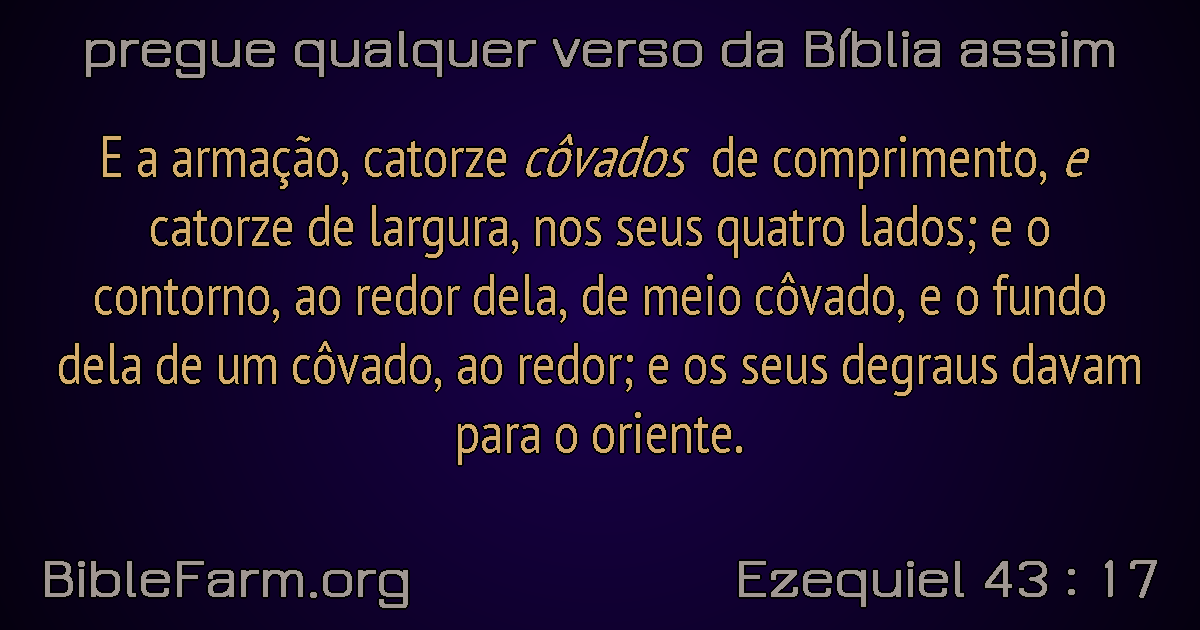 pregue qualquer verso da Bíblia assim
E a armação, catorze côvados de comprimento, e
catorze de largura, nos seus quatro lados; e o
contorno, ao redor dela, de meio côvado, e o fundo
dela de um côvado, ao redor; e os seus degraus davam
para o oriente.
BibleFarm.org
Ezequiel 43 : 17